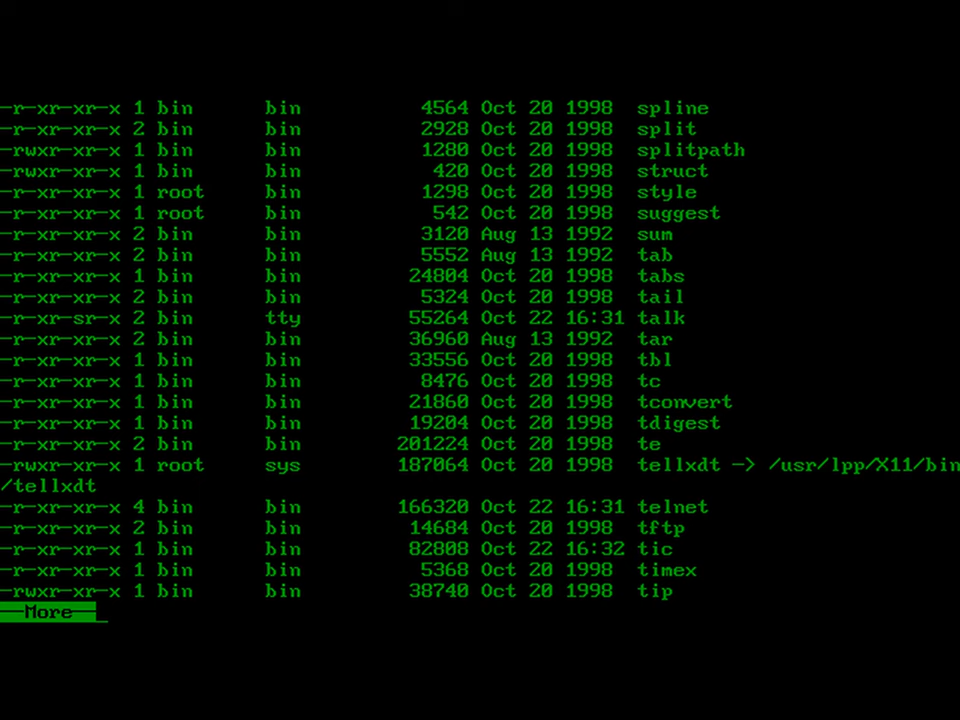 -r-xr-xr-x 1 bin      bin          4564 Oct 20 1998  spline
-r-xr-xr-x 2 bin      bin          2928 Oct 20 1998  split
-rwxr-xr-x 1 bin      bin          1280 Oct 20 1998  splitpath
-rwxr-xr-x 1 bin      bin           420 Oct 20 1998  struct
-r-xr-xr-x 1 root     bin          1298 Oct 20 1998  style
-r-xr-xr-x 1 root     bin           542 Oct 20 1998  suggest
-r-xr-xr-x 2 bin      bin          3120 Aug 13 1992  sum
-r-xr-xr-x 2 bin      bin          5552 Aug 13 1992  tab
-r-xr-xr-x 1 bin      bin         24804 Oct 20 1998  tabs
-r-xr-xr-x 2 bin      bin          5324 Oct 20 1998  tail
-r-xr-sr-x 2 bin      tty         55264 Oct 22 16:31 talk
-r-xr-xr-x 2 bin      bin         36960 Aug 13 1992  tar
-r-xr-xr-x 1 bin      bin         33556 Oct 20 1998  tbl
-r-xr-xr-x 1 bin      bin          8476 Oct 20 1998  tc
-r-xr-xr-x 1 bin      bin         21860 Oct 20 1998  tconvert
-r-xr-xr-x 1 bin      bin         19204 Oct 20 1998  tdigest
-r-xr-xr-x 2 bin      bin        201224 Oct 20 1998  te
-rwxr-xr-x 1 root     sys        187064 Oct 20 1998  tellxdt -> /usr/lpp/X11/bin
/tellxdt
-r-xr-xr-x 4 bin      bin        166320 Oct 22 16:31 telnet
-r-xr-xr-x 2 bin      bin         14684 Oct 20 1998  tftp
-r-xr-xr-x 1 bin      bin         82808 Oct 22 16:32 tic
-r-xr-xr-x 1 bin      bin          5368 Oct 20 1998  timex
-rwxr-xr-x 1 bin      bin         38740 Oct 20 1998  tip
--More--_